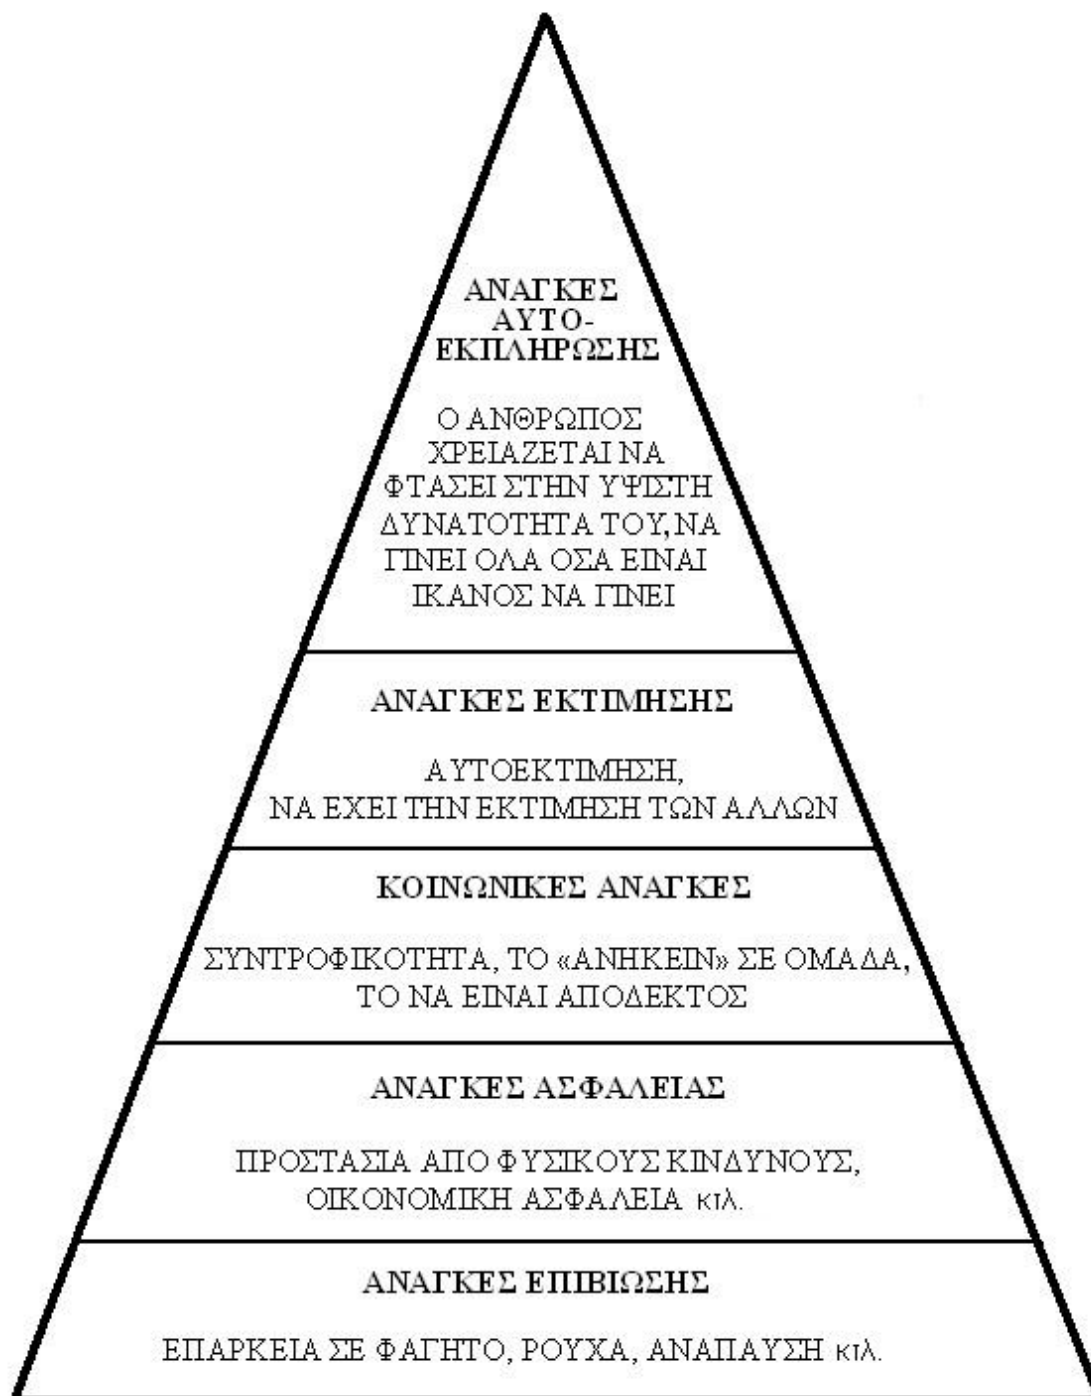 ΑΝΑΓΚΕΣ
ΑΥΤΟ-
ΕΚΠΛΗΡΩΣΗΣ
Ο ΑΝΘΡΩΠΟΣ
ΧΡΕΙΑΖΕΤΑΙ ΝΑ
ΦΤΑΣΕΙ ΣΤΗΝ ΥΨΙΣΤΗ
ΔΥΝΑΤΟΤΗΤΑ ΤΟΥ, ΝΑ
ΓΙΝΕΙ ΟΛΑ ΟΣΑ ΕΙΝΑΙ
ΙΚΑΝΟΣ ΝΑ ΓΙΝΕΙ
ΑΝΑΓΚΕΣ ΕΚΤΙΜΗΣΗΣ
ΑΥΤΟΕΚΤΙΜΗΣΗ,
ΝΑ ΕΧΕΙ ΤΗΝ ΕΚΤΙΜΗΣΗ ΤΩΝ ΑΛΛΩΝ
ΚΟΙΝΩΝΙΚΕΣ ΑΝΑΓΚΕΣ
ΣΥΝΤΡΟΦΙΚΟΤΗΤΑ, ΤΟ «ΑΝΗΚΕΙΝ» ΣΕ ΟΜΑΔΑ,
ΤΟ ΝΑ ΕΙΝΑΙ ΑΠΟΔΕΚΤΟΣ
ΑΝΑΓΚΕΣ ΑΣΦΑΛΕΙΑΣ
ΠΡΟΣΤΑΣΙΑ ΑΠΟ ΦΥΣΙΚΟΥΣ ΚΙΝΔΥΝΟΥΣ,
ΟΙΚΟΝΟΜΙΚΗ ΑΣΦΑΛΕΙΑ κτλ.
ΑΝΑΓΚΕΣ ΕΠΙΒΙΩΣΗΣ
ΕΠΑΡΚΕΙΑ ΣΕ ΦΑΓΗΤΟ, ΡΟΥΧΑ, ΑΝΑΠΑΥΣΗ κτλ.